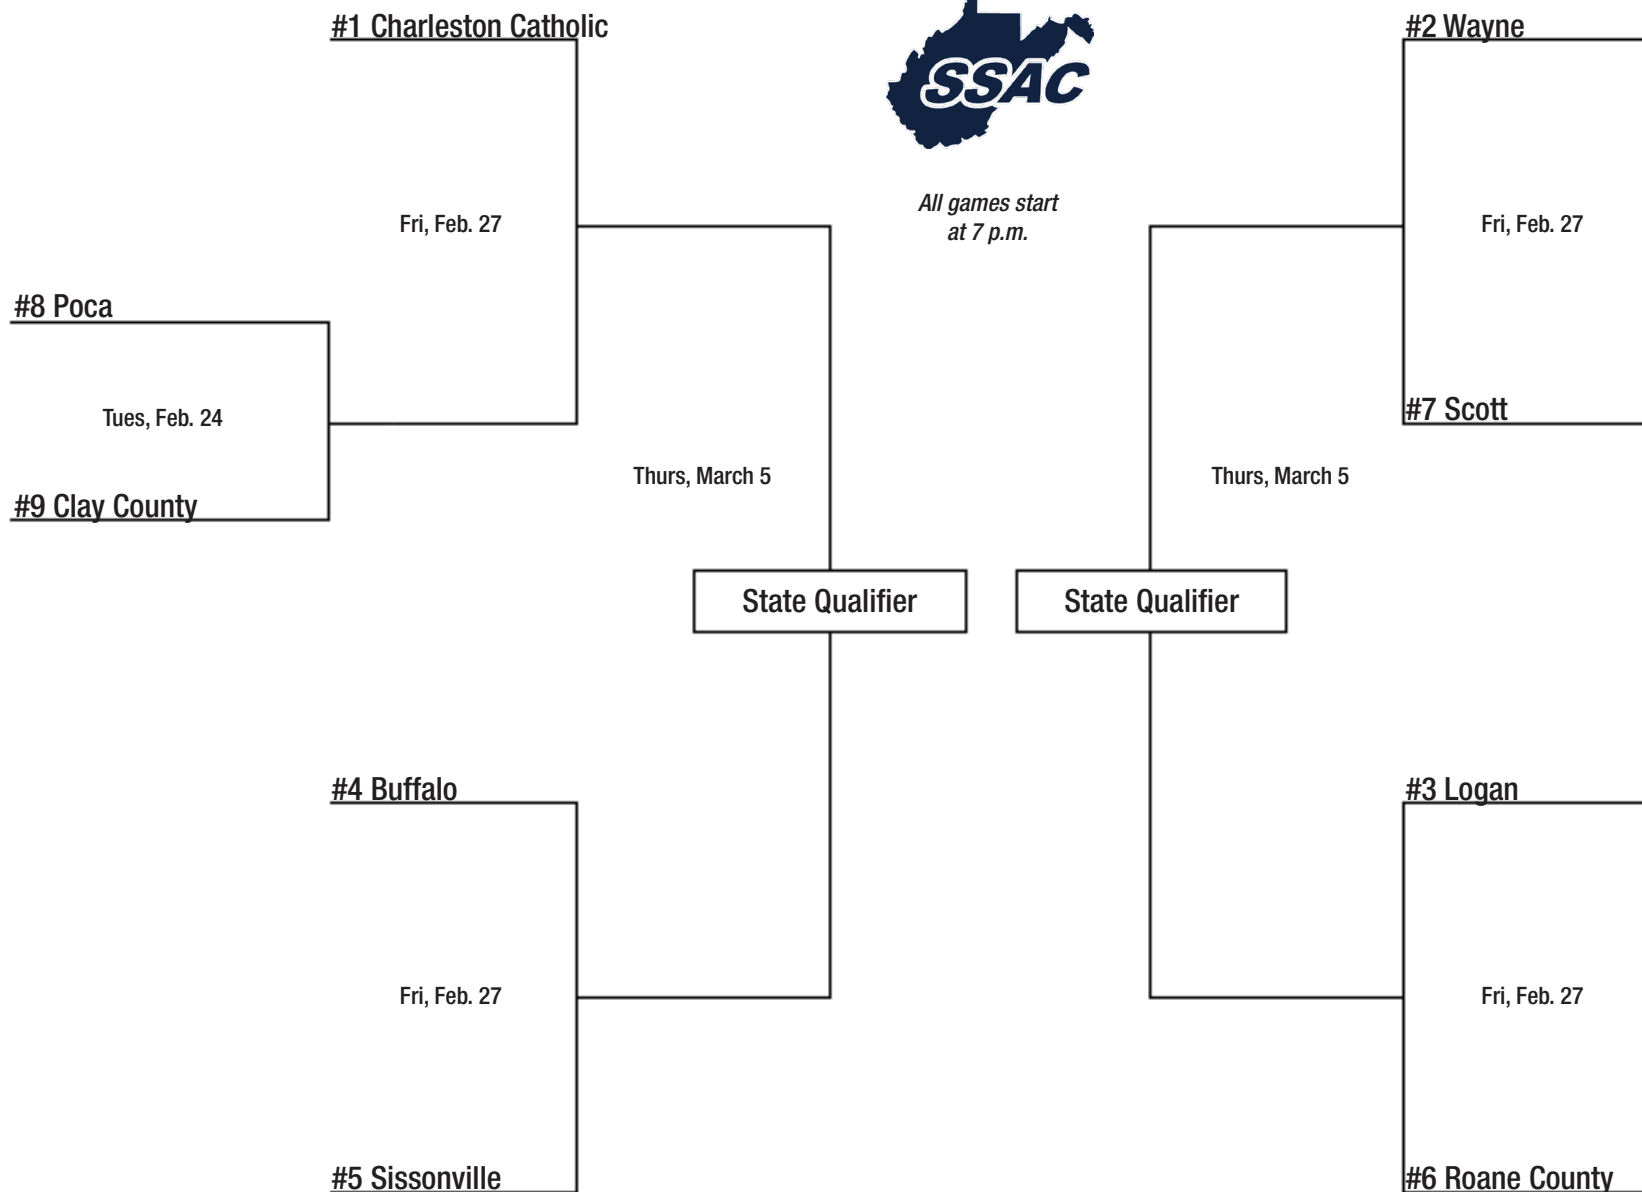 #1 Charleston Catholic
#2 Wayne
SSAC
All games start
at 7 p.m.
Fri, Feb. 27
Fri, Feb. 27
#8 Poca
Tues, Feb. 24
#7 Scott
Thurs, March 5
Thurs, March 5
#9 Clay County
State Qualifier
State Qualifier
#4 Buffalo
#3 Logan
Fri, Feb. 27
Fri, Feb. 27
#5 Sissonville
#6 Roane County